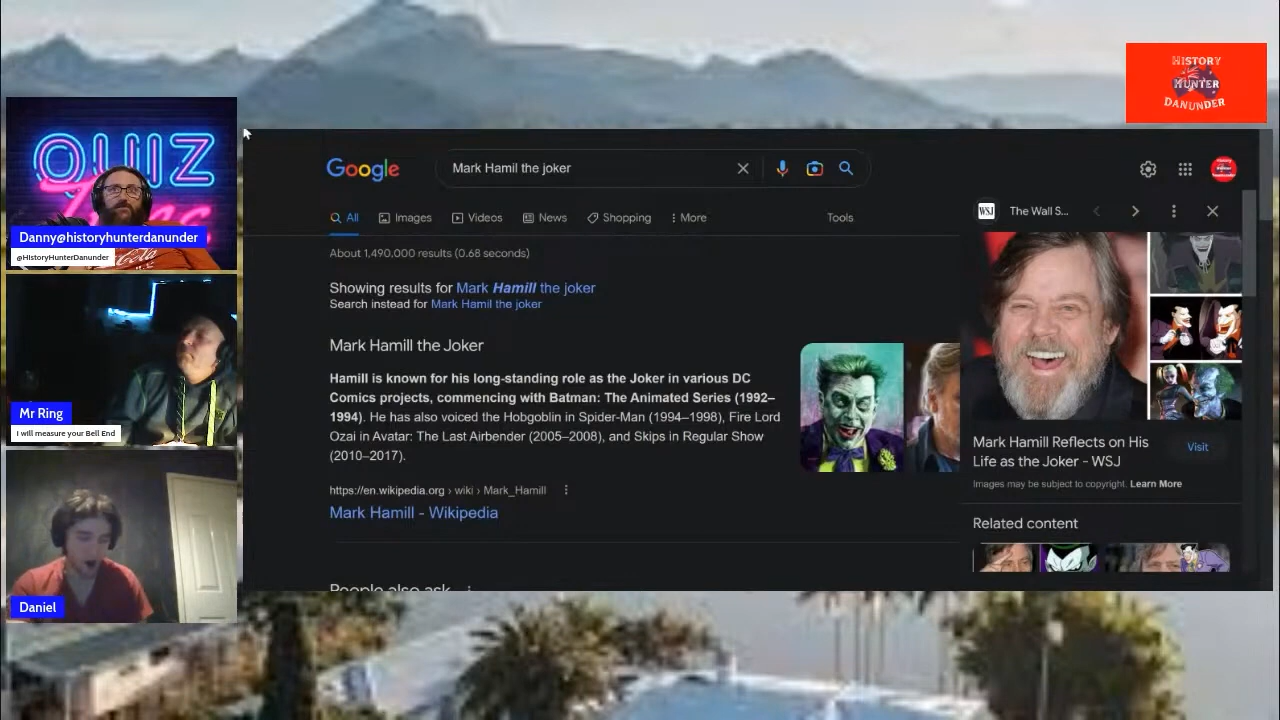 HISTORY
HUNTER
DANUNDER
QUIZ
Time
Danny@historyhunterdanunder
@HistoryHunterDanunder
Coca-Cola
Mr Ring
I will measure your Bell End
Daniel
Google
Mark Hamil the joker
All
Images
Videos
News
Shopping
More
Tools
About 1,490,000 results (0.68 seconds)
Showing results for Mark Hamill the joker
Search instead for Mark Hamil the joker
Mark Hamill the Joker
Hamill is known for his long-standing role as the Joker in various DC
Comics projects, commencing with Batman: The Animated Series (1992–
1994). He has also voiced the Hobgoblin in Spider-Man (1994–1998), Fire Lord
Ozai in Avatar: The Last Airbender (2005–2008), and Skips in Regular Show
(2010–2017).
https://en.wikipedia.org › wiki › Mark_Hamill
Mark Hamill - Wikipedia
People also ask
WSJ
The Wall S...
Mark Hamill Reflects on His
Life as the Joker - WSJ
Visit
Images may be subject to copyright. Learn More
Related content